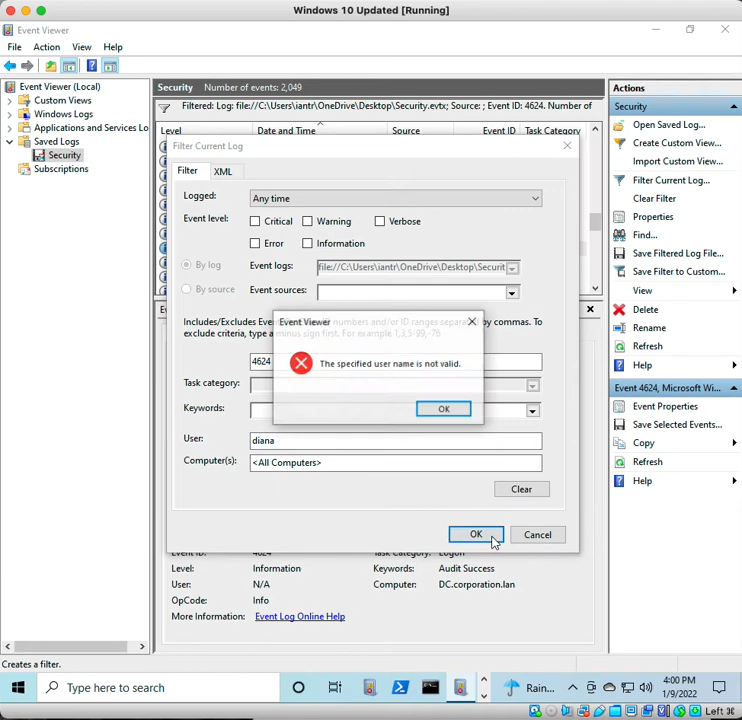 Windows 10 Updated [Running]
Event Viewer
File Action View Help
Event Viewer (Local)
Custom Views
Windows Logs
Applications and Services Lo
Saved Logs
Security
Subscriptions
Security Number of events: 2,049
Filtered: Log: file://C:\Users\iantr\OneDrive\Desktop\Security.evtx; Source: ; Event ID: 4624. Number of
Level Date and Time Source Event ID Task Category
Filter Current Log
Filter XML
Logged: Any time
Event level: Critical Warning Verbose
Error Information
By log Event logs: file://C:\Users\iantr\OneDrive\Desktop\Securit
By source Event sources:
Includes/Excludes Even numbers and/or ID ranges separa by commas. To
exclude criteria, type a minus sign first. For example 1,3,5-99,-76
Event Viewer
The specified user name is not valid.
OK
4624
Task category:
Keywords:
User: diana
Computer(s): <All Computers>
Clear
OK Cancel
Event ID: 4624 Task Category: Logon
Level: Information Keywords: Audit Success
User: N/A Computer: DC.corporation.lan
OpCode: Info
More Information: Event Log Online Help
Actions
Security
Open Saved Log...
Create Custom View...
Import Custom View...
Filter Current Log...
Clear Filter
Properties
Find...
Save Filtered Log File...
Save Filter to Custom...
View
Delete
Rename
Refresh
Help
Event 4624, Microsoft Wi...
Event Properties
Save Selected Events...
Copy
Refresh
Help
Creates a filter.
Type here to search
Rain...
4:00 PM
1/9/2022
Left ⌘